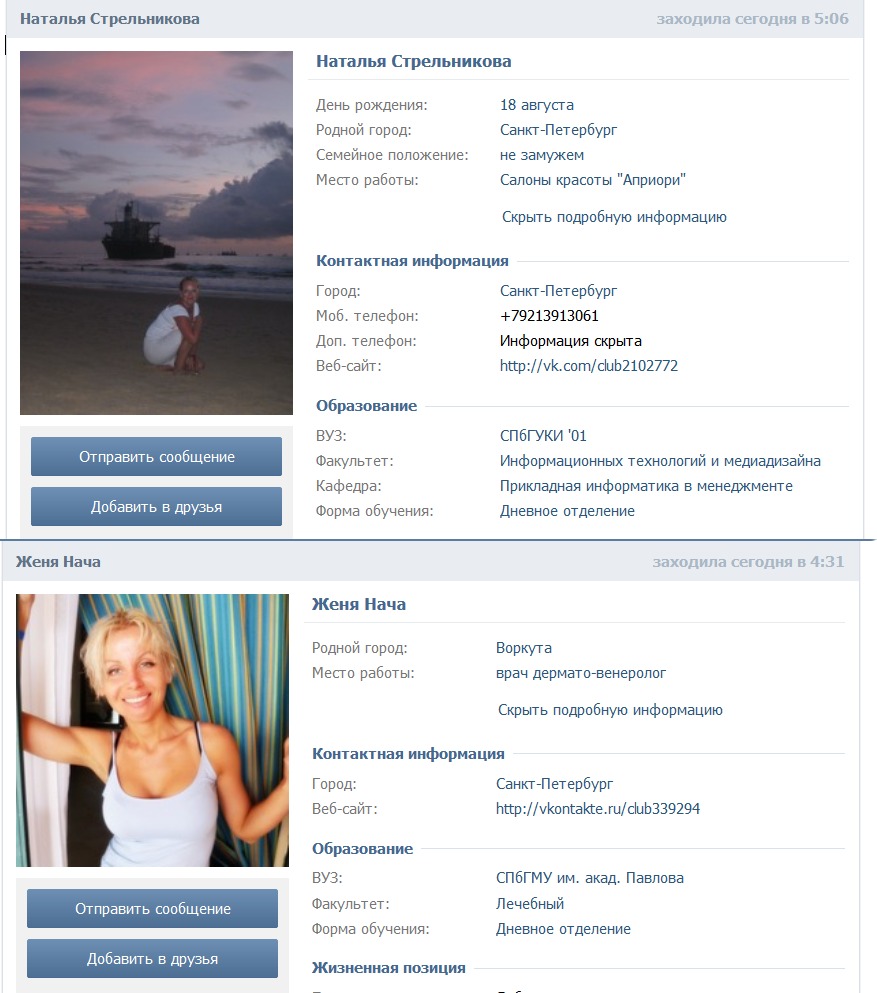 Наталья Стрельникова заходила сегодня в 5:06
Наталья Стрельникова
День рождения: 18 августа
Родной город: Санкт-Петербург
Семейное положение: не замужем
Место работы: Салоны красоты "Априори"
Скрыть подробную информацию
Контактная информация
Город: Санкт-Петербург
Моб. телефон: +79213913061
Доп. телефон: Информация скрыта
Веб-сайт: http://vk.com/club2102772
Образование
ВУЗ: СПбГУКИ '01
Факультет: Информационных технологий и медиадизайна
Кафедра: Прикладная информатика в менеджменте
Форма обучения: Дневное отделение
Отправить сообщение
Добавить в друзья
Женя Нача заходила сегодня в 4:31
Женя Нача
Родной город: Воркута
Место работы: врач дермато-венеролог
Скрыть подробную информацию
Контактная информация
Город: Санкт-Петербург
Веб-сайт: http://vkontakte.ru/club339294
Образование
ВУЗ: СПбГМУ им. акад. Павлова
Факультет: Лечебный
Форма обучения: Дневное отделение
Жизненная позиция
Отправить сообщение
Добавить в друзья